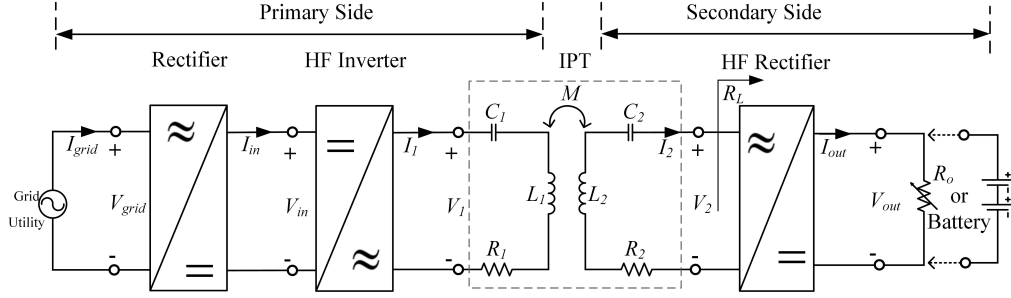 Primary Side
Secondary Side
Rectifier
HF Inverter
IPT
HF Rectifier
M
R_L
C_1
C_2
I_grid
I_in
I_1
I_2
I_out
+
+
+
+
+
Grid
Utility
V_grid
V_in
V_1
L_1
L_2
V_2
V_out
R_o
or
Battery
+
-
+
-
R_1
R_2
-
-
-
-
-